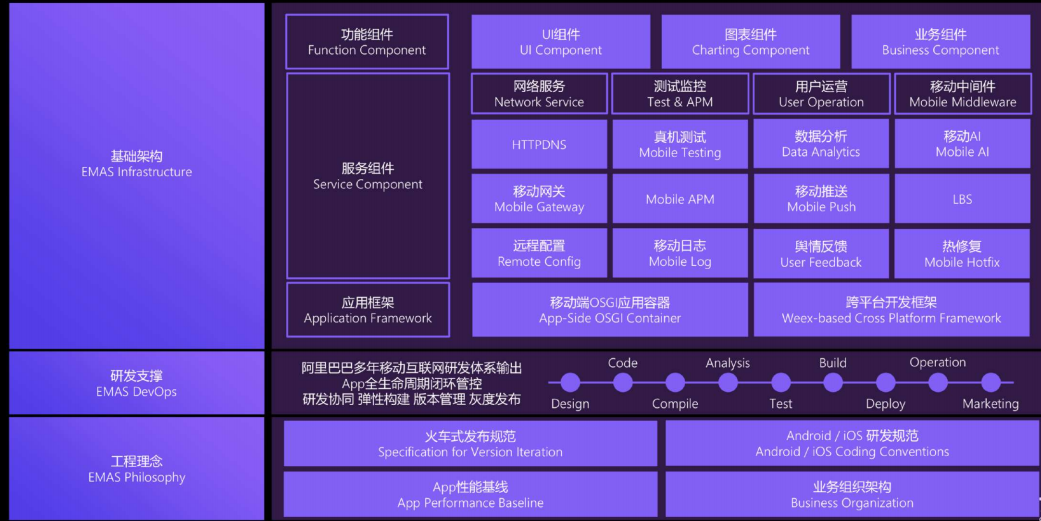 基础架构
EMAS Infrastructure
功能组件
Function Component
UI组件
UI Component
图表组件
Charting Component
业务组件
Business Component
服务组件
Service Component
网络服务
Network Service
测试监控
Test & APM
用户运营
User Operation
移动中间件
Mobile Middleware
HTTPDNS
真机测试
Mobile Testing
数据分析
Data Analytics
移动AI
Mobile AI
移动网关
Mobile Gateway
Mobile APM
移动推送
Mobile Push
LBS
远程配置
Remote Config
移动日志
Mobile Log
舆情反馈
User Feedback
热修复
Mobile Hotfix
应用框架
Application Framework
移动端OSGI应用容器
App-Side OSGI Container
跨平台开发框架
Weex-based Cross Platform Framework
研发支撑
EMAS DevOps
阿里巴巴多年移动互联网研发体系输出
App全生命周期闭环管控
研发协同 弹性构建 版本管理 灰度发布
Code
Analysis
Build
Operation
Design
Compile
Test
Deploy
Marketing
工程理念
EMAS Philosophy
火车式发布规范
Specification for Version Iteration
Android / iOS 研发规范
Android / iOS Coding Conventions
App性能基线
App Performance Baseline
业务组织架构
Business Organization